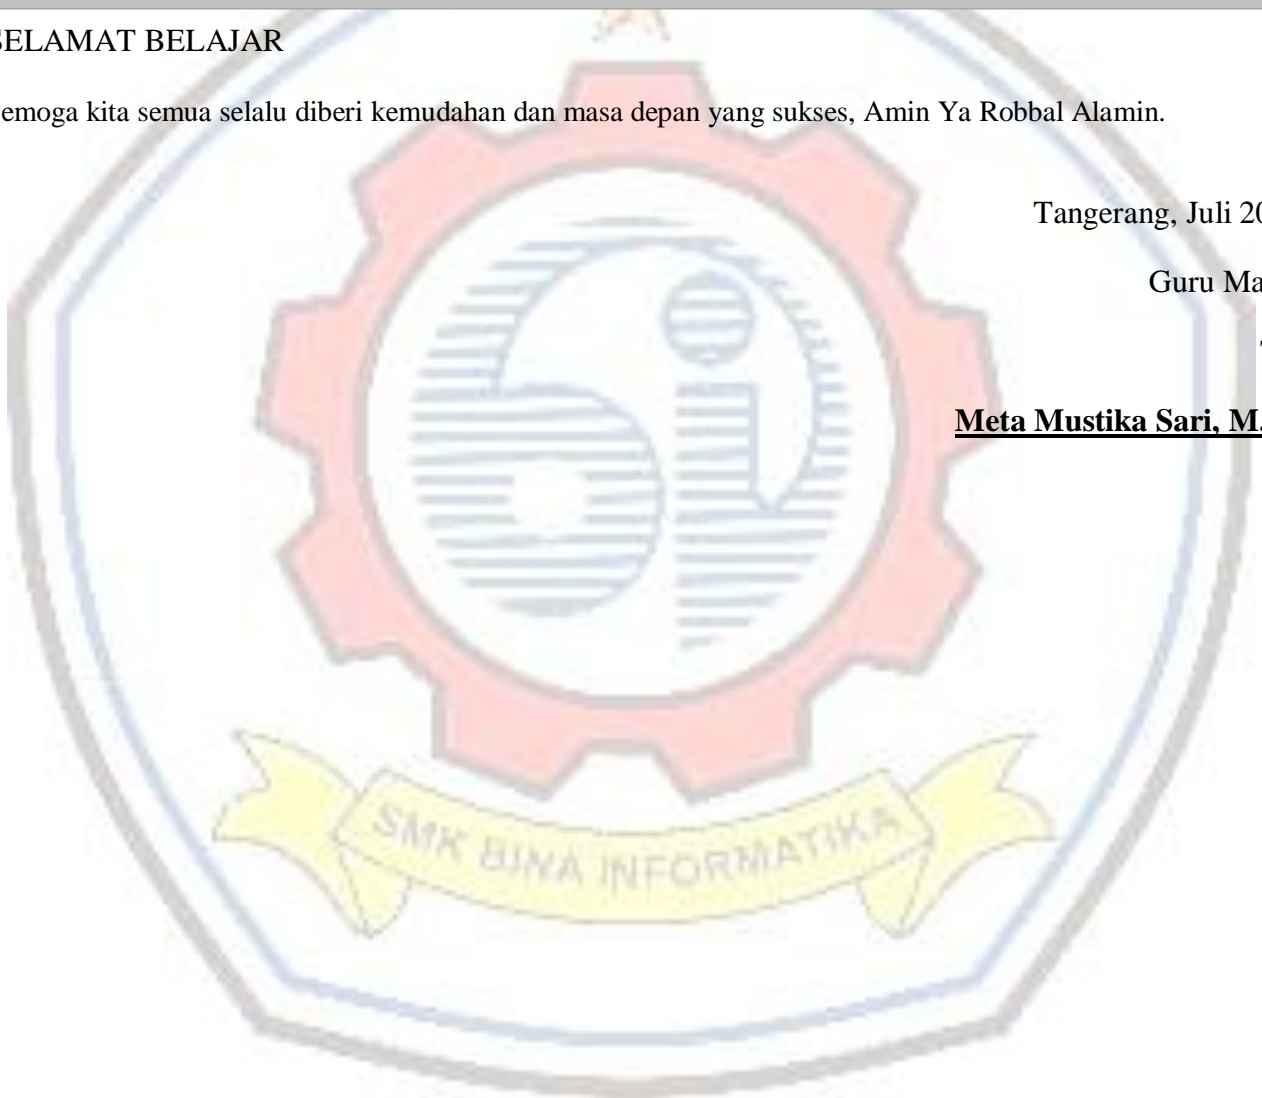 SELAMAT BELAJAR
emoga kita semua selalu diberi kemudahan dan masa depan yang sukses, Amin Ya Robbal Alamin.
Tangerang, Juli 20
Guru Ma
Meta Mustika Sari, M.
SMK BINA INFORMATIKA